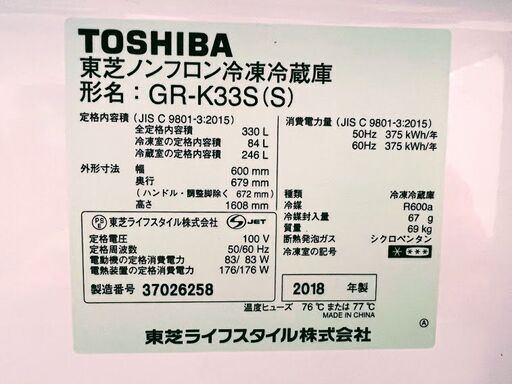 TOSHIBA
東芝ノンフロン冷凍冷蔵庫
形名：GR-K33S(S)
定格内容積（JIS C 9801-3:2015）
全定格内容積 330 L
冷凍室の定格内容積 84 L
冷蔵室の定格内容積 246 L
外形寸法 幅 600 mm
奥行 679 mm
（ハンドル・調整脚除く 672 mm）
高さ 1608 mm
消費電力量（JIS C 9801-3:2015）
50Hz 375 kWh/年
60Hz 375 kWh/年
種類 冷凍冷蔵庫
冷媒 R600a
冷媒封入量 67 g
質量 69 kg
断熱発泡ガス シクロペンタン
冷凍室の記号
PS E 東芝ライフスタイル株式会社 S JET
定格電圧 100 V
定格周波数 50/60 Hz
電動機の定格消費電力 83/ 83 W
電熱装置の定格消費電力 176/176 W
製造番号 37026258
2018 年製
温度ヒューズ 76℃または77℃
MADE IN CHINA
東芝ライフスタイル株式会社
Ⓐ